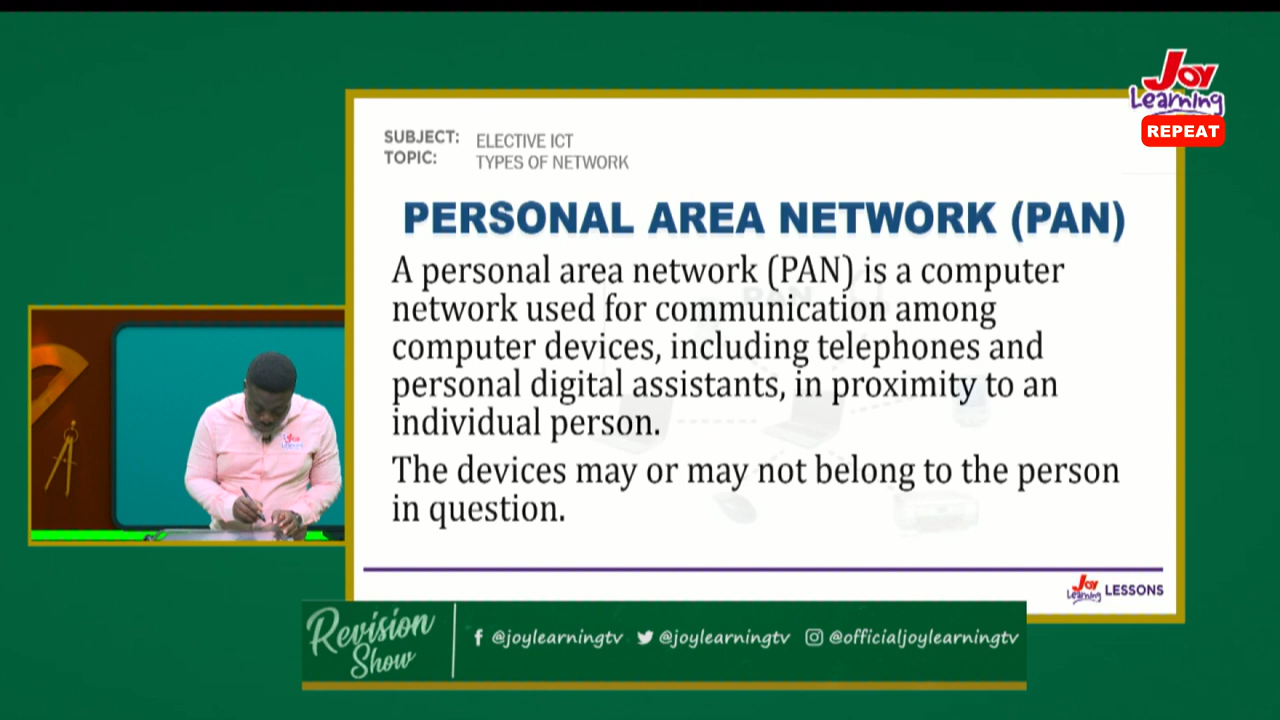 Joy
Learning
REPEAT
SUBJECT: ELECTIVE ICT
TOPIC: TYPES OF NETWORK
PERSONAL AREA NETWORK (PAN)
A personal area network (PAN) is a computer
network used for communication among
computer devices, including telephones and
personal digital assistants, in proximity to an
individual person.
The devices may or may not belong to the person
in question.
Joy
Learning LESSONS
Revision
Show
@joylearningtv @joylearningtv @officialjoylearningtv